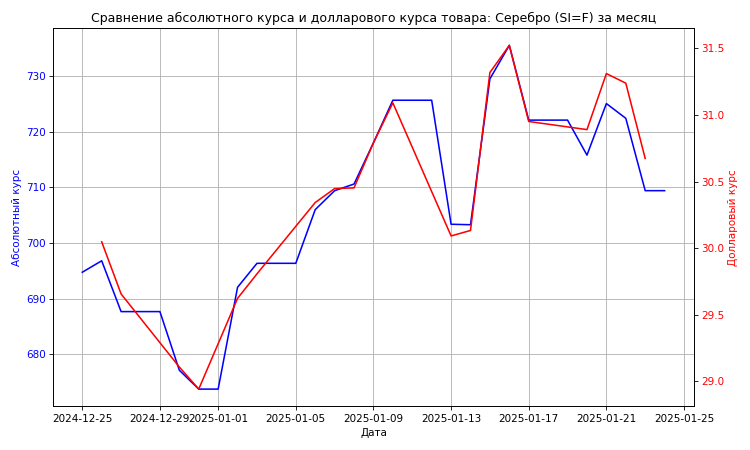 Сравнение абсолютного курса и долларового курса товара: Серебро (SI=F) за месяц
730
720
710
700
690
680
Абсолютный курс
31.5
31.0
30.5
30.0
29.5
29.0
Долларовый курс
2024-12-25 2024-12-29 2025-01-01 2025-01-05 2025-01-09 2025-01-13 2025-01-17 2025-01-21 2025-01-25
Дата